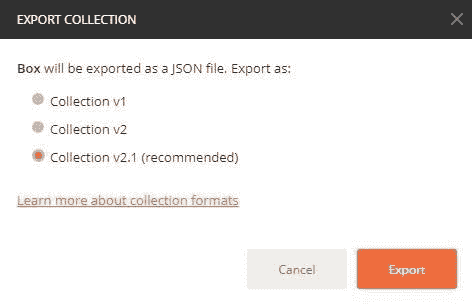 EXPORT COLLECTION
Box will be exported as a JSON file. Export as:
Collection v1
Collection v2
Collection v2.1 (recommended)
Learn more about collection formats
Cancel
Export